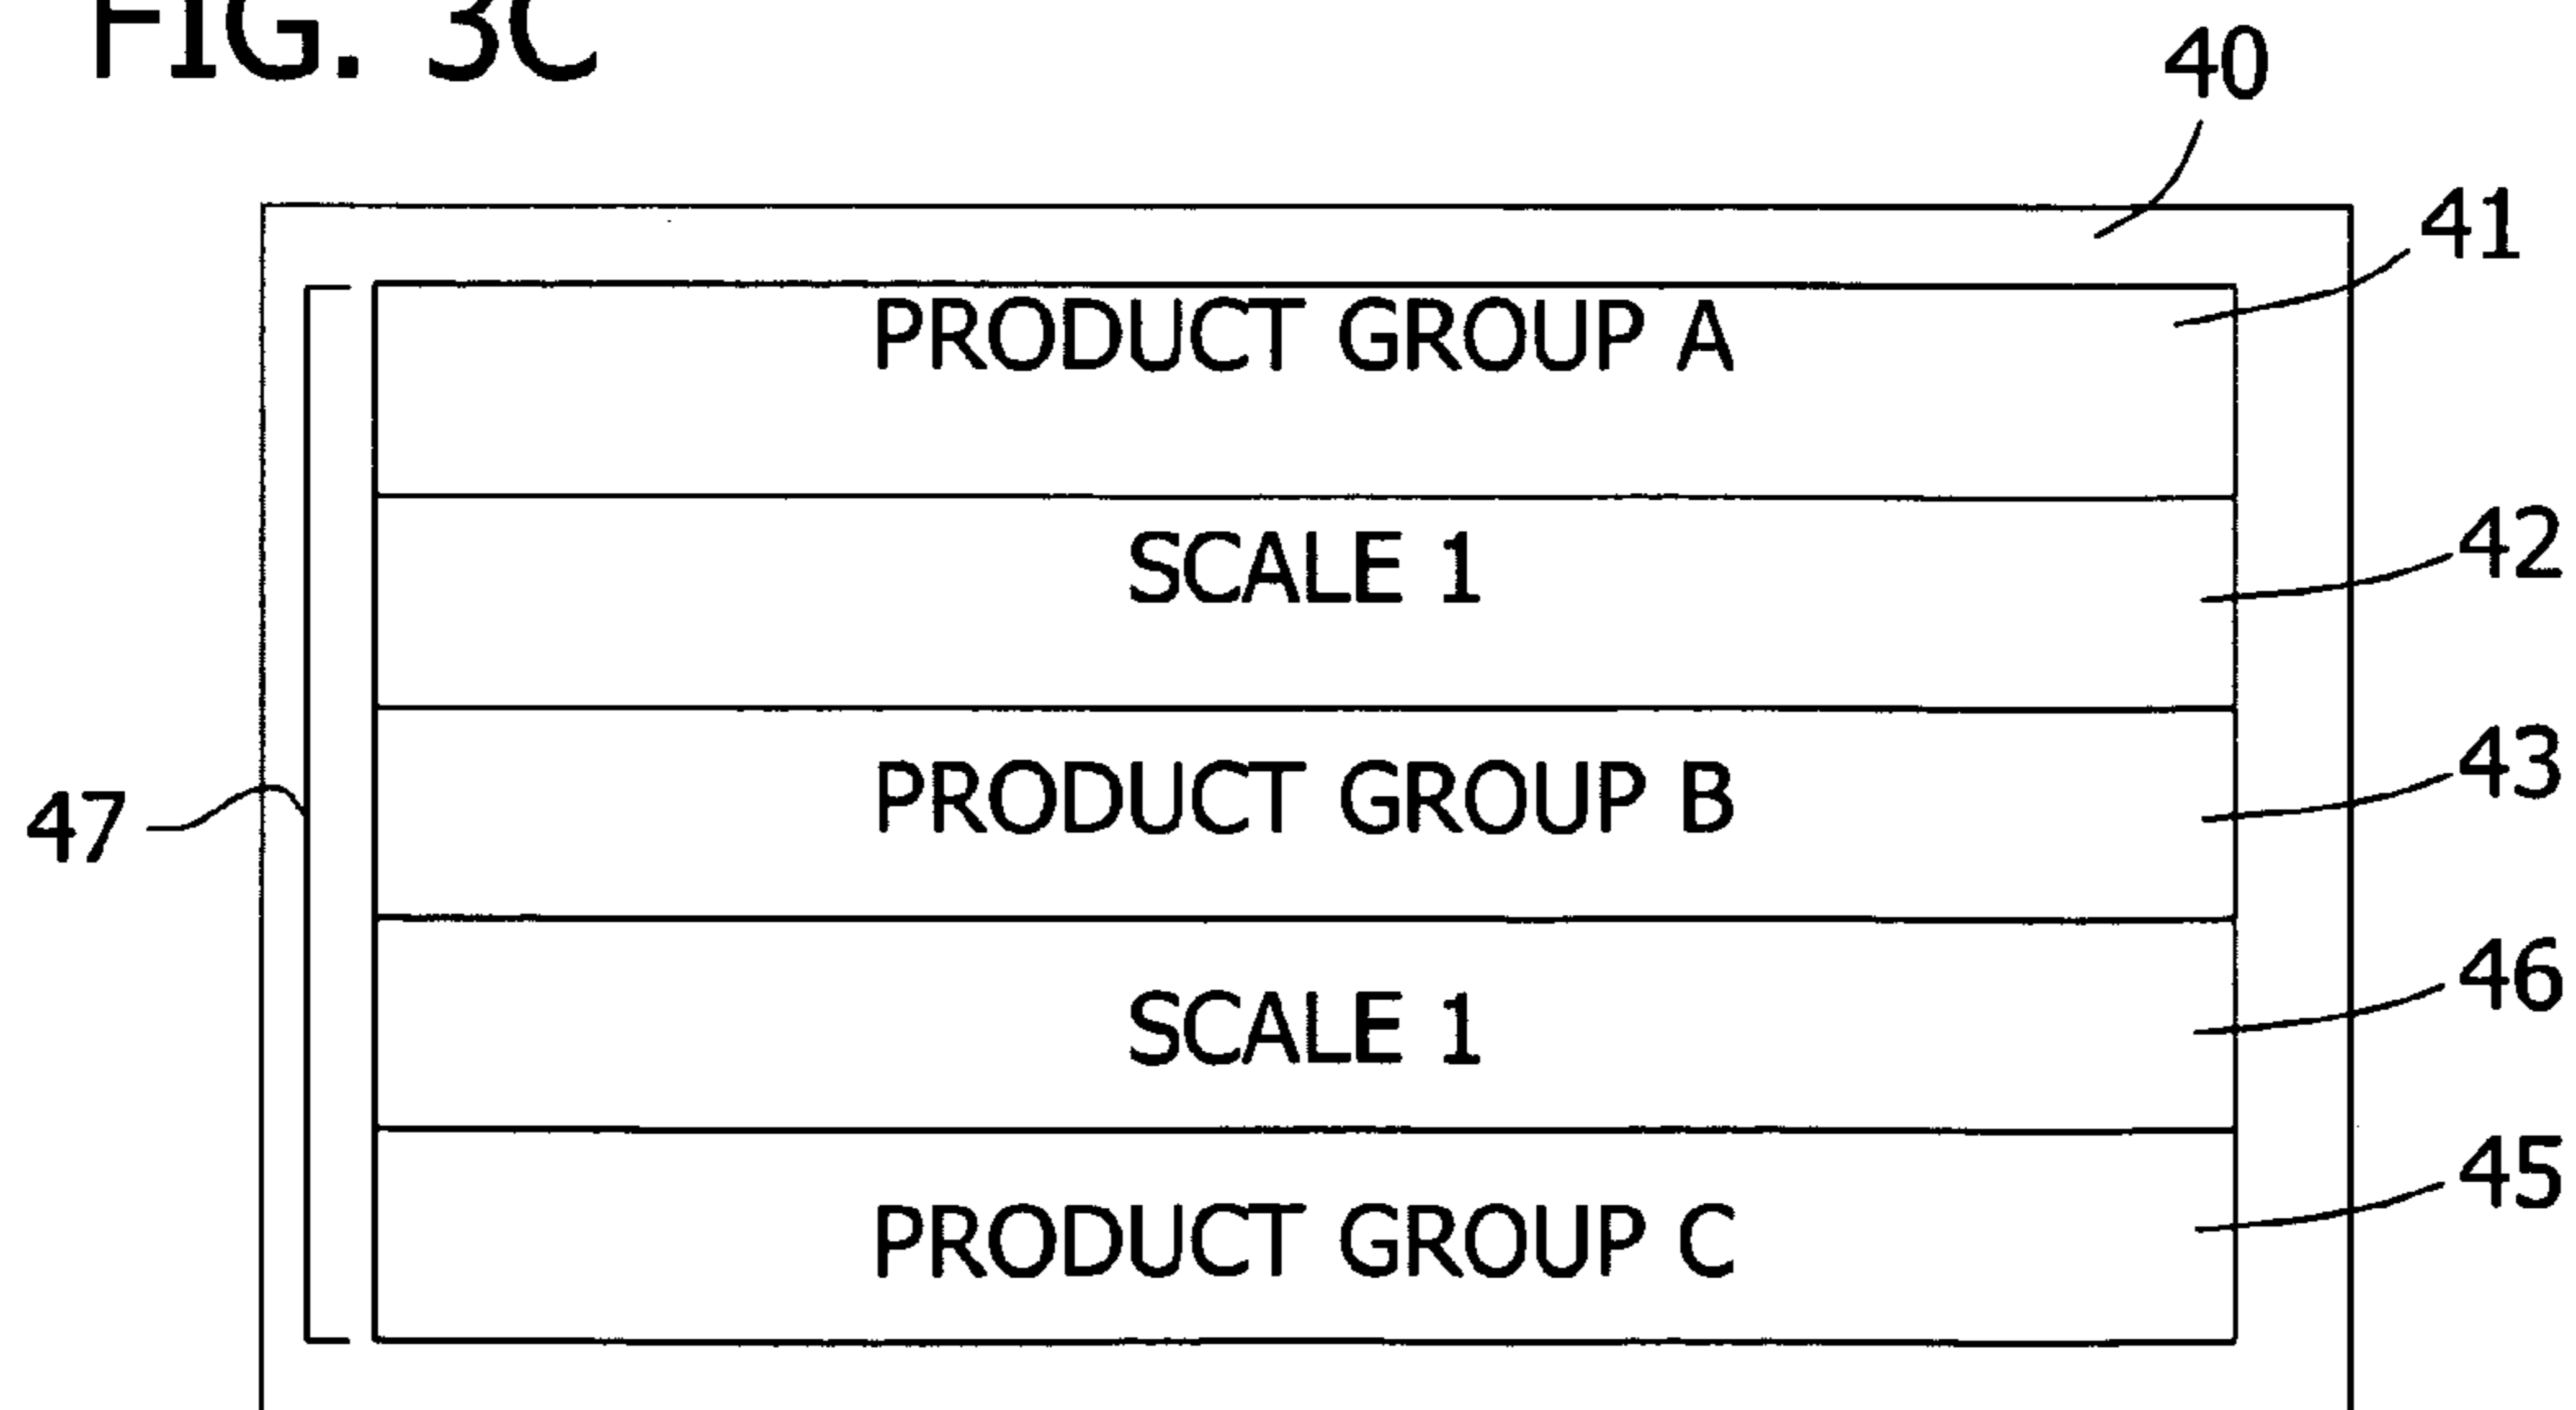 FIG. 3C
40
41
PRODUCT GROUP A
42
SCALE 1
43
PRODUCT GROUP B
47
46
SCALE 1
45
PRODUCT GROUP C